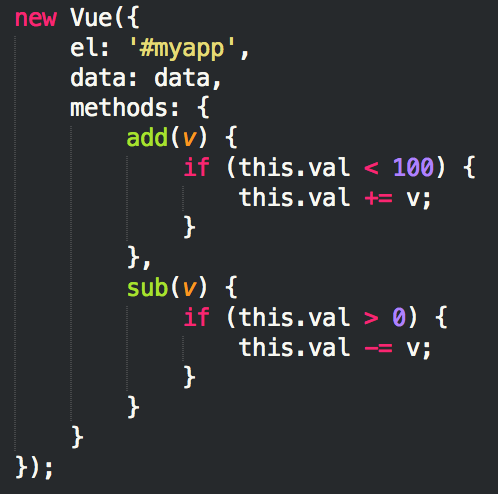 new Vue({
    el: '#myapp',
    data: data,
    methods: {
        add(v) {
            if (this.val < 100) {
                this.val += v;
            }
        },
        sub(v) {
            if (this.val > 0) {
                this.val -= v;
            }
        }
    }
});